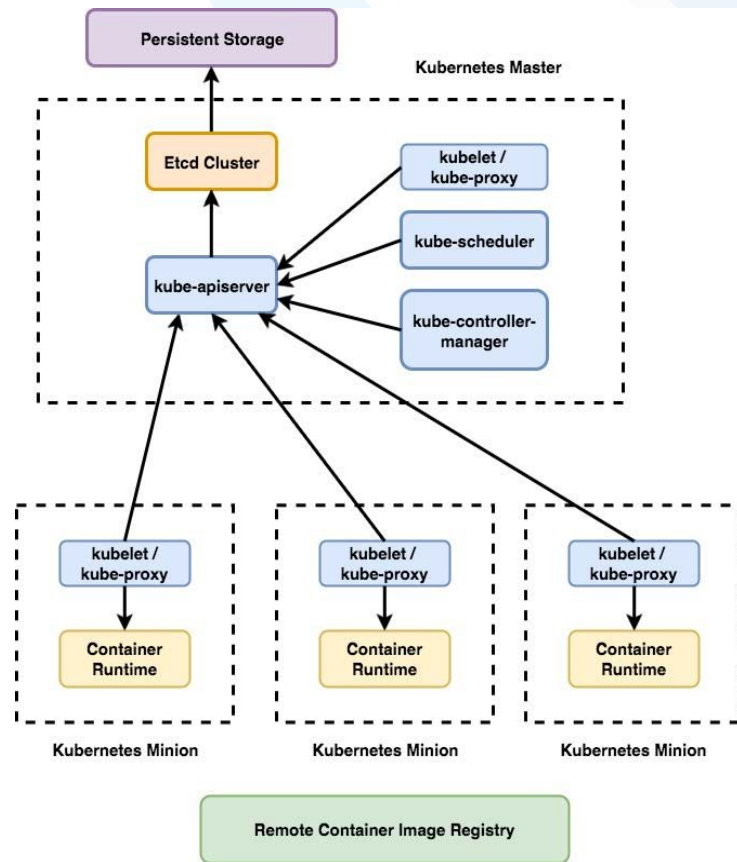 Persistent Storage
Kubernetes Master
Etcd Cluster
kubelet /
kube-proxy
kube-scheduler
kube-apiserver
kube-controller-
manager
kubelet /
kube-proxy
Container
Runtime
Kubernetes Minion
kubelet /
kube-proxy
Container
Runtime
Kubernetes Minion
kubelet /
kube-proxy
Container
Runtime
Kubernetes Minion
Remote Container Image Registry